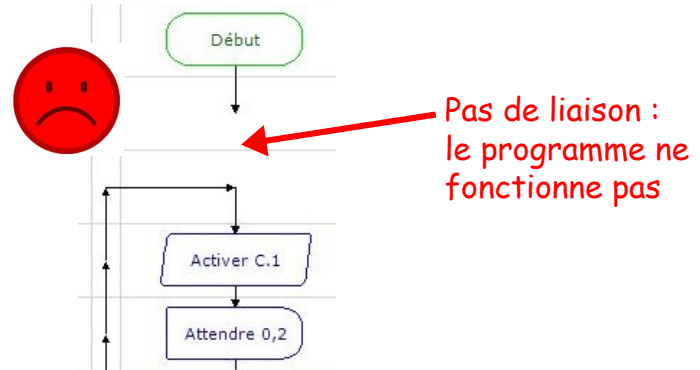 Début
Pas de liaison :
le programme ne
fonctionne pas
Activer C.1
Attendre 0,2